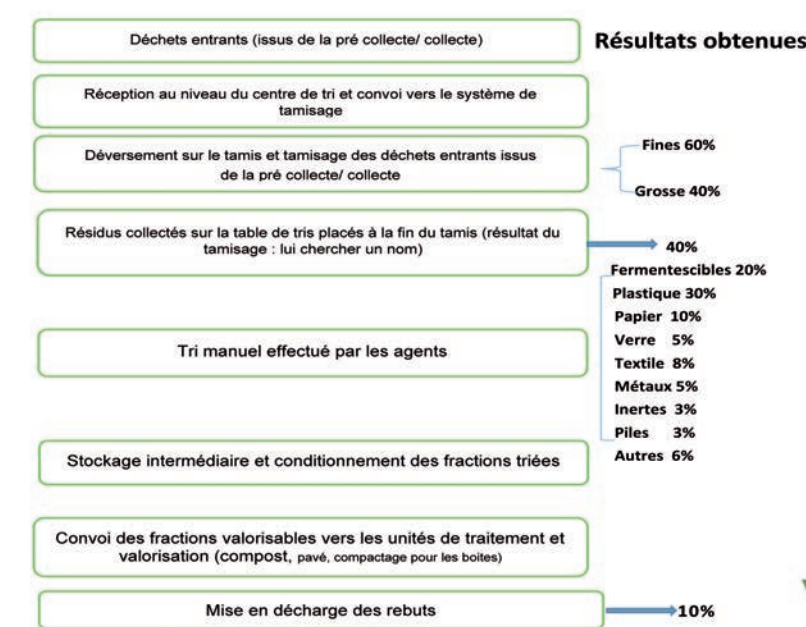 Déchets entrants (issus de la pré collecte/ collecte)
Résultats obtenues
Réception au niveau du centre de tri et convoi vers le système de
tamisage
Déversement sur le tamis et tamisage des déchets entrants issus
de la pré collecte/ collecte
Fines 60%
Grosse 40%
Résidus collectés sur la table de tris placés à la fin du tamis (résultat du
tamisage : lui chercher un nom)
40%
Fermentescibles 20%
Plastique 30%
Papier 10%
Verre 5%
Textile 8%
Métaux 5%
Inertes 3%
Piles 3%
Autres 6%
Tri manuel effectué par les agents
Stockage intermédiaire et conditionnement des fractions triées
Convoi des fractions valorisables vers les unités de traitement et
valorisation (compost, pavé, compactage pour les boites)
Mise en décharge des rebuts
10%